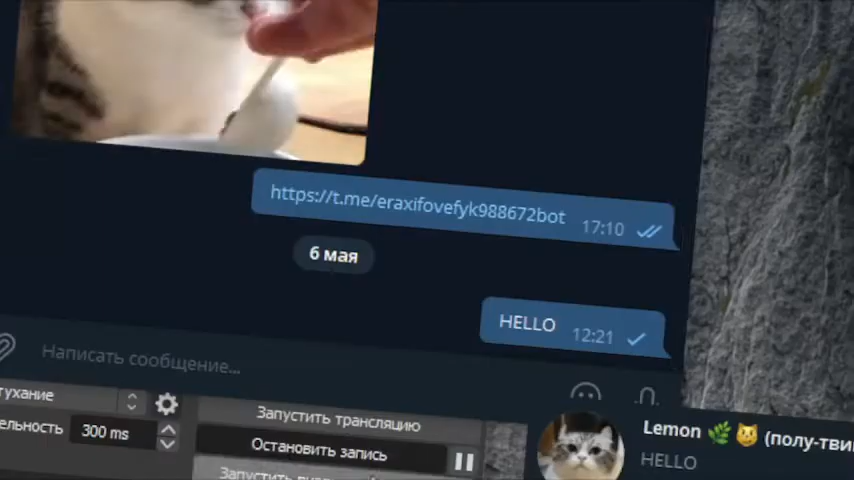 https://t.me/eraxifovefyk988672bot 17:10
6 мая
HELLO 12:21
Написать сообщение...
тухание
ельность 300 ms
Запустить трансляцию
Остановить запись
Запустить
Lemon 🌿 😼 (полу-тви
HELLO